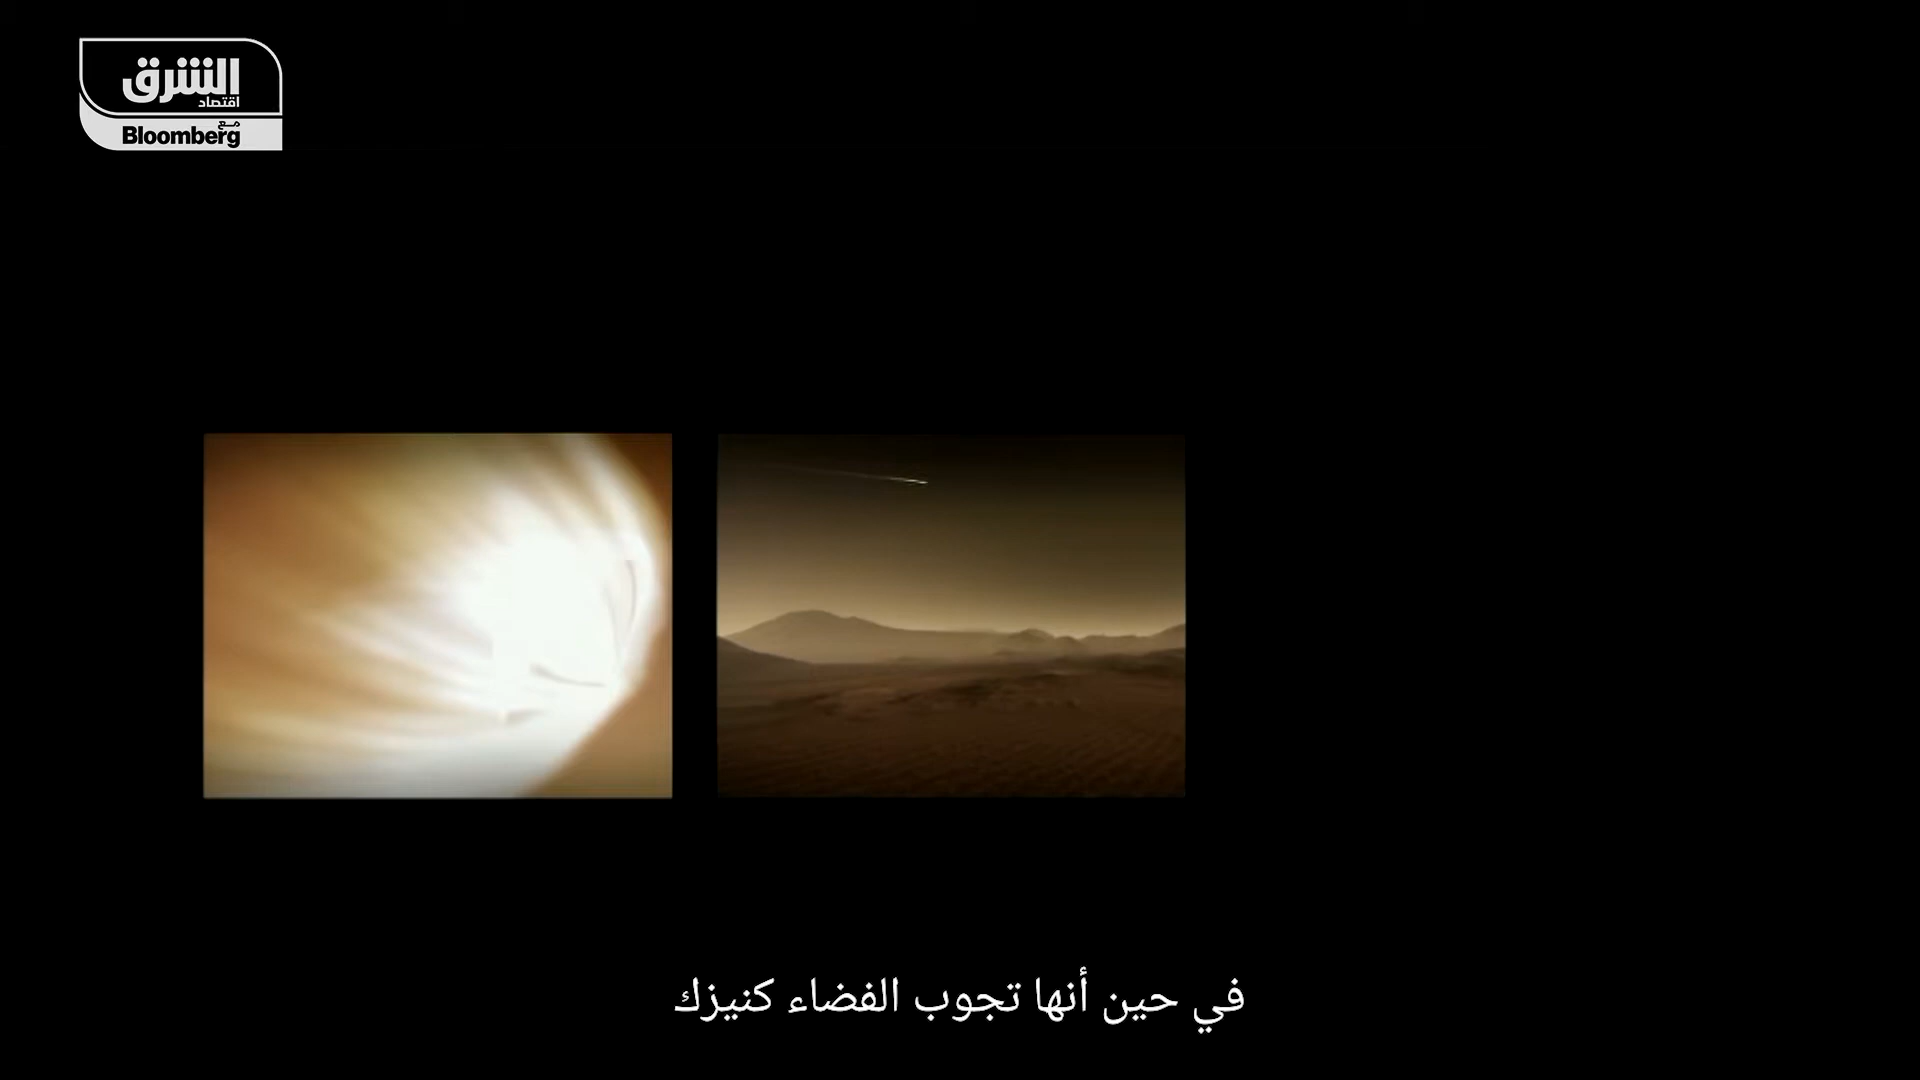 الشرق
اقتصاد
مع
Bloomberg
في حين أنها تجوب الفضاء كنيزك